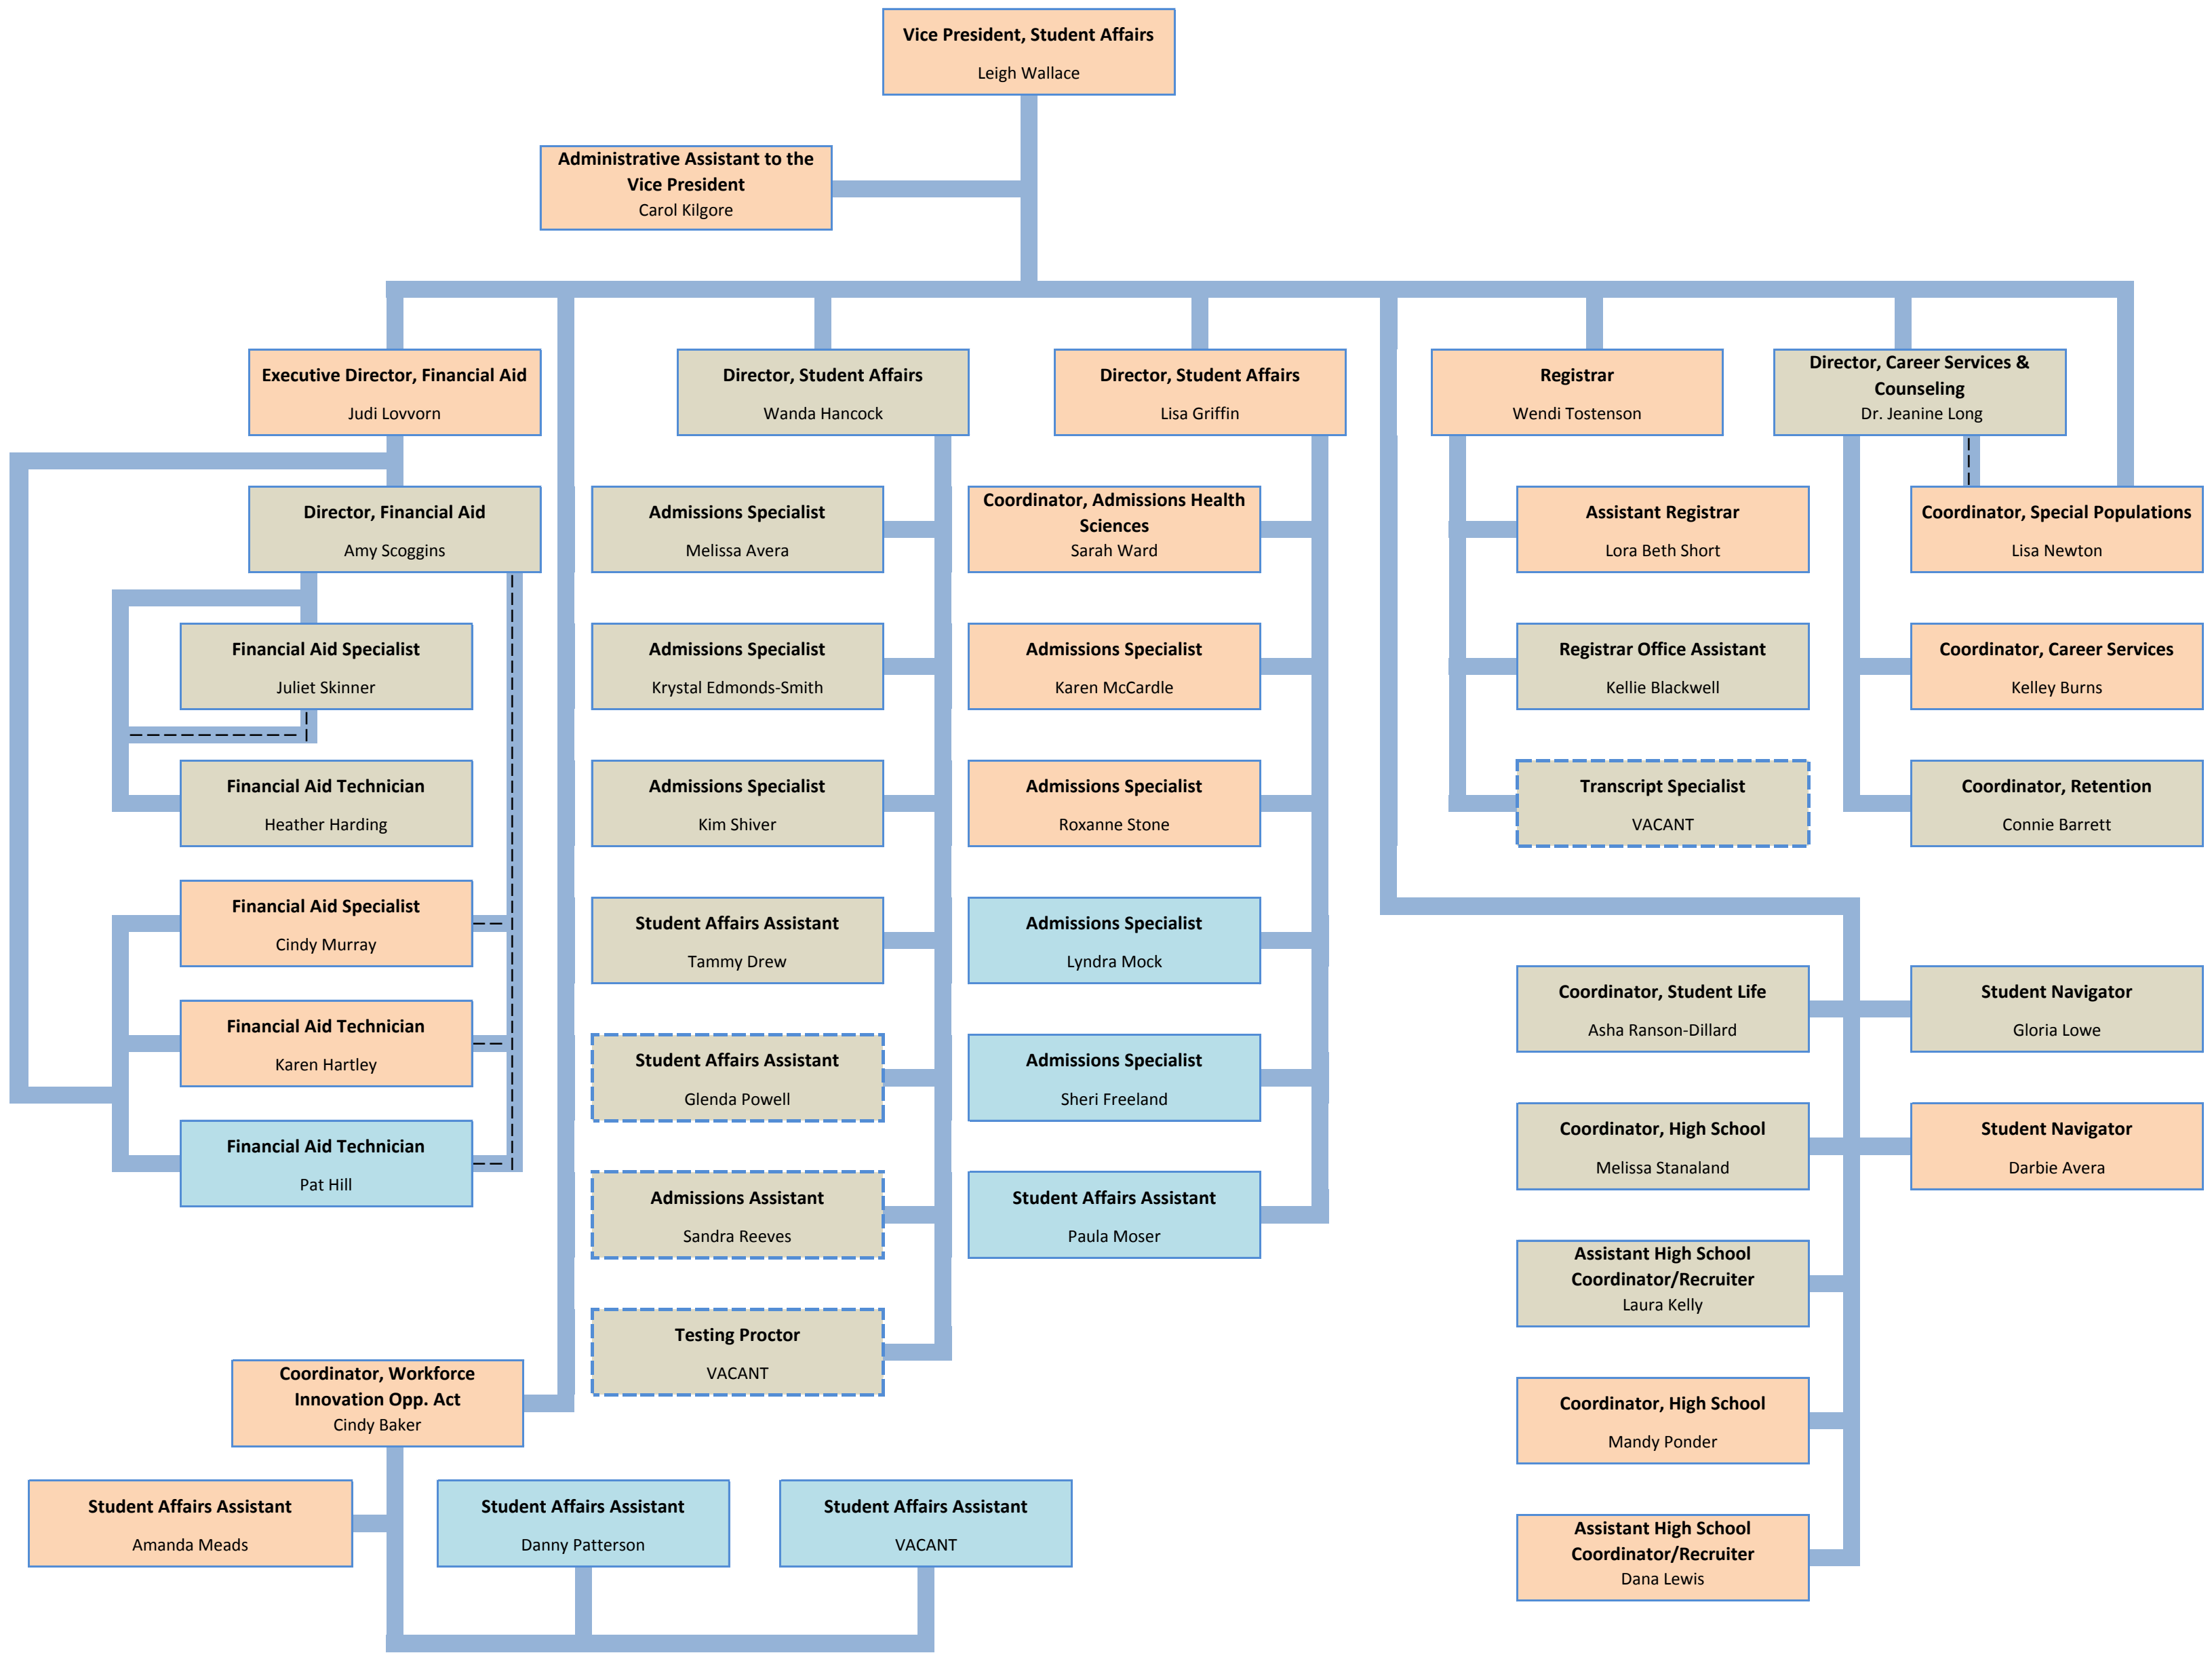 Vice President, Student Affairs
Leigh Wallace
Administrative Assistant to the
Vice President
Carol Kilgore
Executive Director, Financial Aid
Judi Lovvorn
Director, Student Affairs
Wanda Hancock
Director, Student Affairs
Lisa Griffin
Registrar
Wendi Tostenson
Director, Career Services &
Counseling
Dr. Jeanine Long
Director, Financial Aid
Amy Scoggins
Admissions Specialist
Melissa Avera
Coordinator, Admissions Health
Sciences
Sarah Ward
Assistant Registrar
Lora Beth Short
Coordinator, Special Populations
Lisa Newton
Financial Aid Specialist
Juliet Skinner
Admissions Specialist
Krystal Edmonds-Smith
Admissions Specialist
Karen McCardle
Registrar Office Assistant
Kellie Blackwell
Coordinator, Career Services
Kelley Burns
Financial Aid Technician
Heather Harding
Admissions Specialist
Kim Shiver
Admissions Specialist
Roxanne Stone
Transcript Specialist
VACANT
Coordinator, Retention
Connie Barrett
Financial Aid Specialist
Cindy Murray
Student Affairs Assistant
Tammy Drew
Admissions Specialist
Lyndra Mock
Coordinator, Student Life
Asha Ranson-Dillard
Student Navigator
Gloria Lowe
Financial Aid Technician
Karen Hartley
Student Affairs Assistant
Glenda Powell
Admissions Specialist
Sheri Freeland
Coordinator, High School
Melissa Stanaland
Student Navigator
Darbie Avera
Financial Aid Technician
Pat Hill
Admissions Assistant
Sandra Reeves
Student Affairs Assistant
Paula Moser
Assistant High School
Coordinator/Recruiter
Laura Kelly
Testing Proctor
VACANT
Coordinator, Workforce
Innovation Opp. Act
Cindy Baker
Coordinator, High School
Mandy Ponder
Student Affairs Assistant
Amanda Meads
Student Affairs Assistant
Danny Patterson
Student Affairs Assistant
VACANT
Assistant High School
Coordinator/Recruiter
Dana Lewis